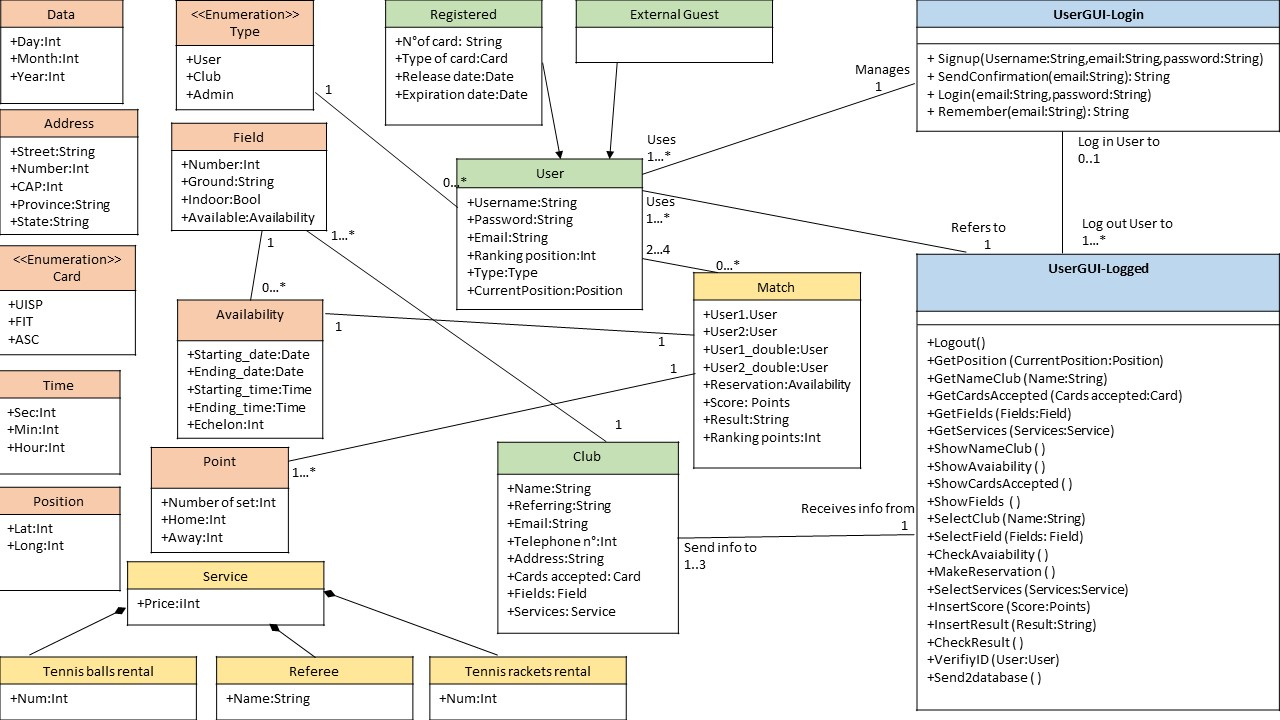 Data
+Day:Int
+Month:Int
+Year:Int
<<Enumeration>>
Type
+User
+Club
+Admin
Registered
+N°of card: String
+Type of card:Card
+Release date:Date
+Expiration date:Date
External Guest
UserGUI-Login
+ Signup(Username:String,email:String,password:String)
+ SendConfirmation(email:String): String
+ Login(email:String,password:String)
+ Remember(email:String): String
Manages
1
1
Address
+Street:String
+Number:Int
+CAP:Int
+Province:String
+State:String
Field
+Number:Int
+Ground:String
+Indoor:Bool
+Available:Availability
Uses
1...*
0...*
User
+Username:String
+Password:String
+Email:String
+Ranking position:Int
+Type:Type
+CurrentPosition:Position
Uses
1...*
2...4
0...*
Log in User to
0..1
Refers to
1
Log out User to
1...*
1
1...*
0...*
<<Enumeration>>
Card
+UISP
+FIT
+ASC
Availability
+Starting_date:Date
+Ending_date:Date
+Starting_time:Time
+Ending_time:Time
+Echelon:Int
1
1
1
Match
+User1.User
+User2:User
+User1_double:User
+User2_double:User
+Reservation:Availability
+Score: Points
+Result:String
+Ranking points:Int
UserGUI-Logged
+Logout()
+GetPosition (CurrentPosition:Position)
+GetNameClub (Name:String)
+GetCardsAccepted (Cards accepted:Card)
+GetFields (Fields:Field)
+GetServices (Services:Service)
+ShowNameClub ( )
+ShowAvaiability ( )
+ShowCardsAccepted ( )
+ShowFields  ( )
+SelectClub (Name:String)
+SelectField (Fields: Field)
+CheckAvaiability ( )
+MakeReservation ( )
+SelectServices (Services:Service)
+InsertScore (Score:Points)
+InsertResult (Result:String)
+CheckResult ( )
+VerifiyID (User:User)
+Send2database ( )
Time
+Sec:Int
+Min:Int
+Hour:Int
Point
+Number of set:Int
+Home:Int
+Away:Int
1...*
1
Club
+Name:String
+Referring:String
+Email:String
+Telephone n°:Int
+Address:String
+Cards accepted: Card
+Fields: Field
+Services: Service
Receives info from
1
Send info to
1..3
Position
+Lat:Int
+Long:Int
Service
+Price:iInt
Tennis balls rental
+Num:Int
Referee
+Name:String
Tennis rackets rental
+Num:Int